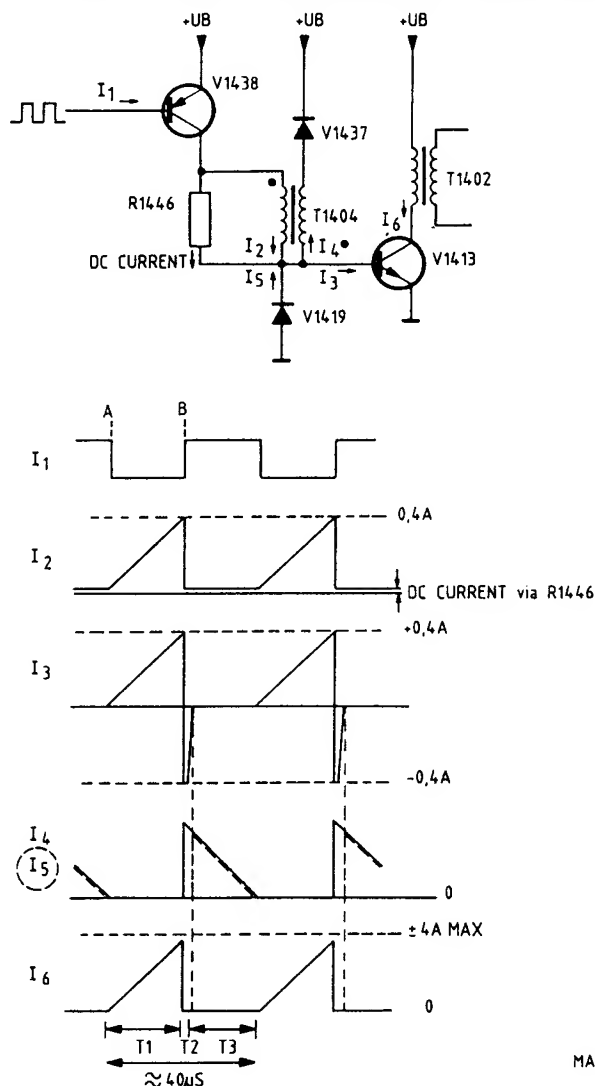 +UB +UB +UB
I1 V1438
V1437
T1404 T1402
R1446
I2 I4 I6
DC CURRENT
I5 I3 V1413
V1419
A B
I1
0,4A
I2
DC CURRENT via R1446
+0,4A
I3
-0,4A
I4
I5
0
±4A MAX
I6
0
T1 T2 T3
≈40µS
MA